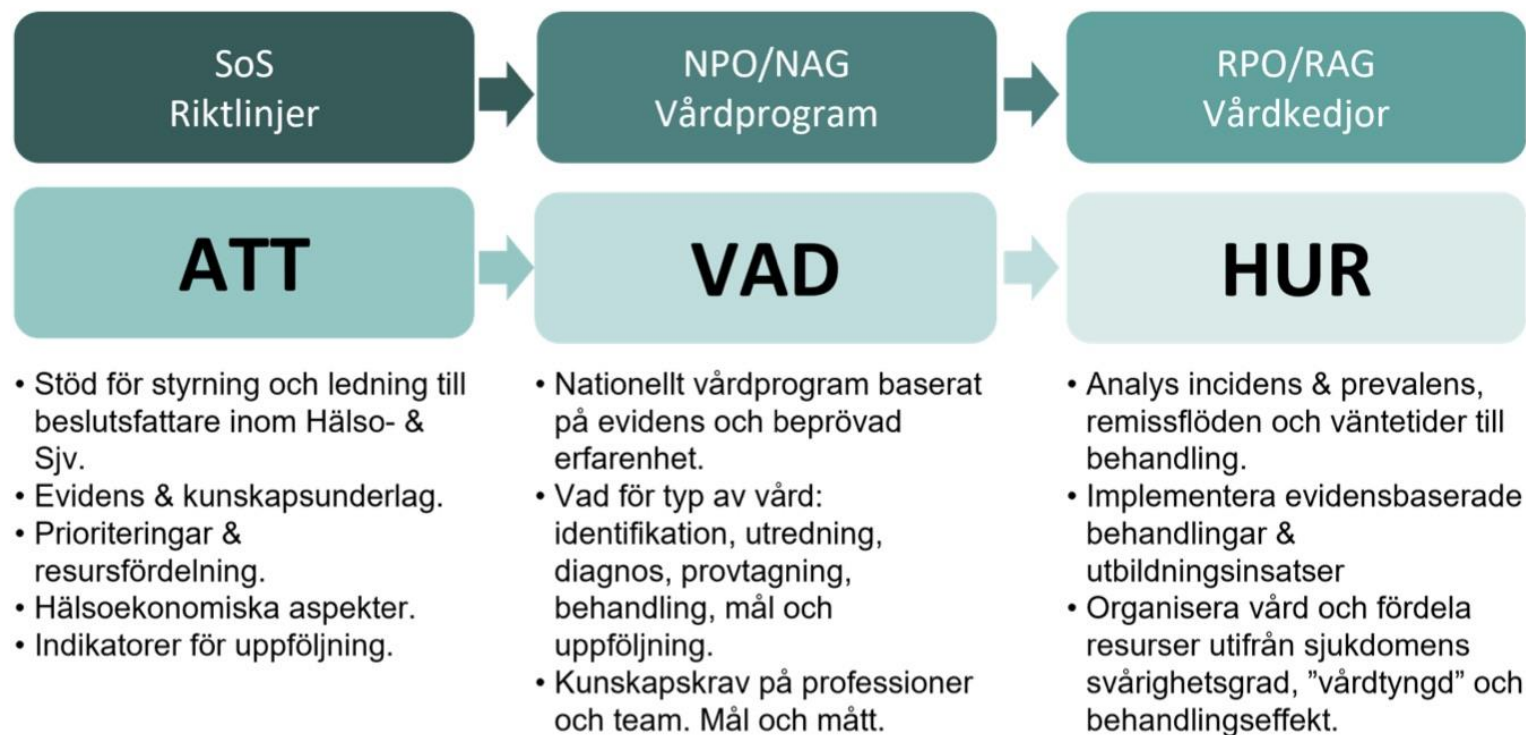 SoS
Riktlinjer
NPO/NAG
Vårdprogram
RPO/RAG
Vårdkedjor
ATT
VAD
HUR
• Stöd för styrning och ledning till
beslutsfattare inom Hälso- &
Sjv.
• Evidens & kunskapsunderlag.
• Prioriteringar &
resursfördelning.
• Hälsoekonomiska aspekter.
• Indikatorer för uppföljning.
• Nationellt vårdprogram baserat
på evidens och beprövad
erfarenhet.
• Vad för typ av vård:
identifikation, utredning,
diagnos, provtagning,
behandling, mål och
uppföljning.
• Kunskapskrav på professioner
och team. Mål och mått.
• Analys incidens & prevalens,
remissflöden och väntetider till
behandling.
• Implementera evidensbaserade
behandlingar &
utbildningsinsatser
• Organisera vård och fördela
resurser utifrån sjukdomens
svårighetsgrad, ”vårdtyngd” och
behandlingseffekt.